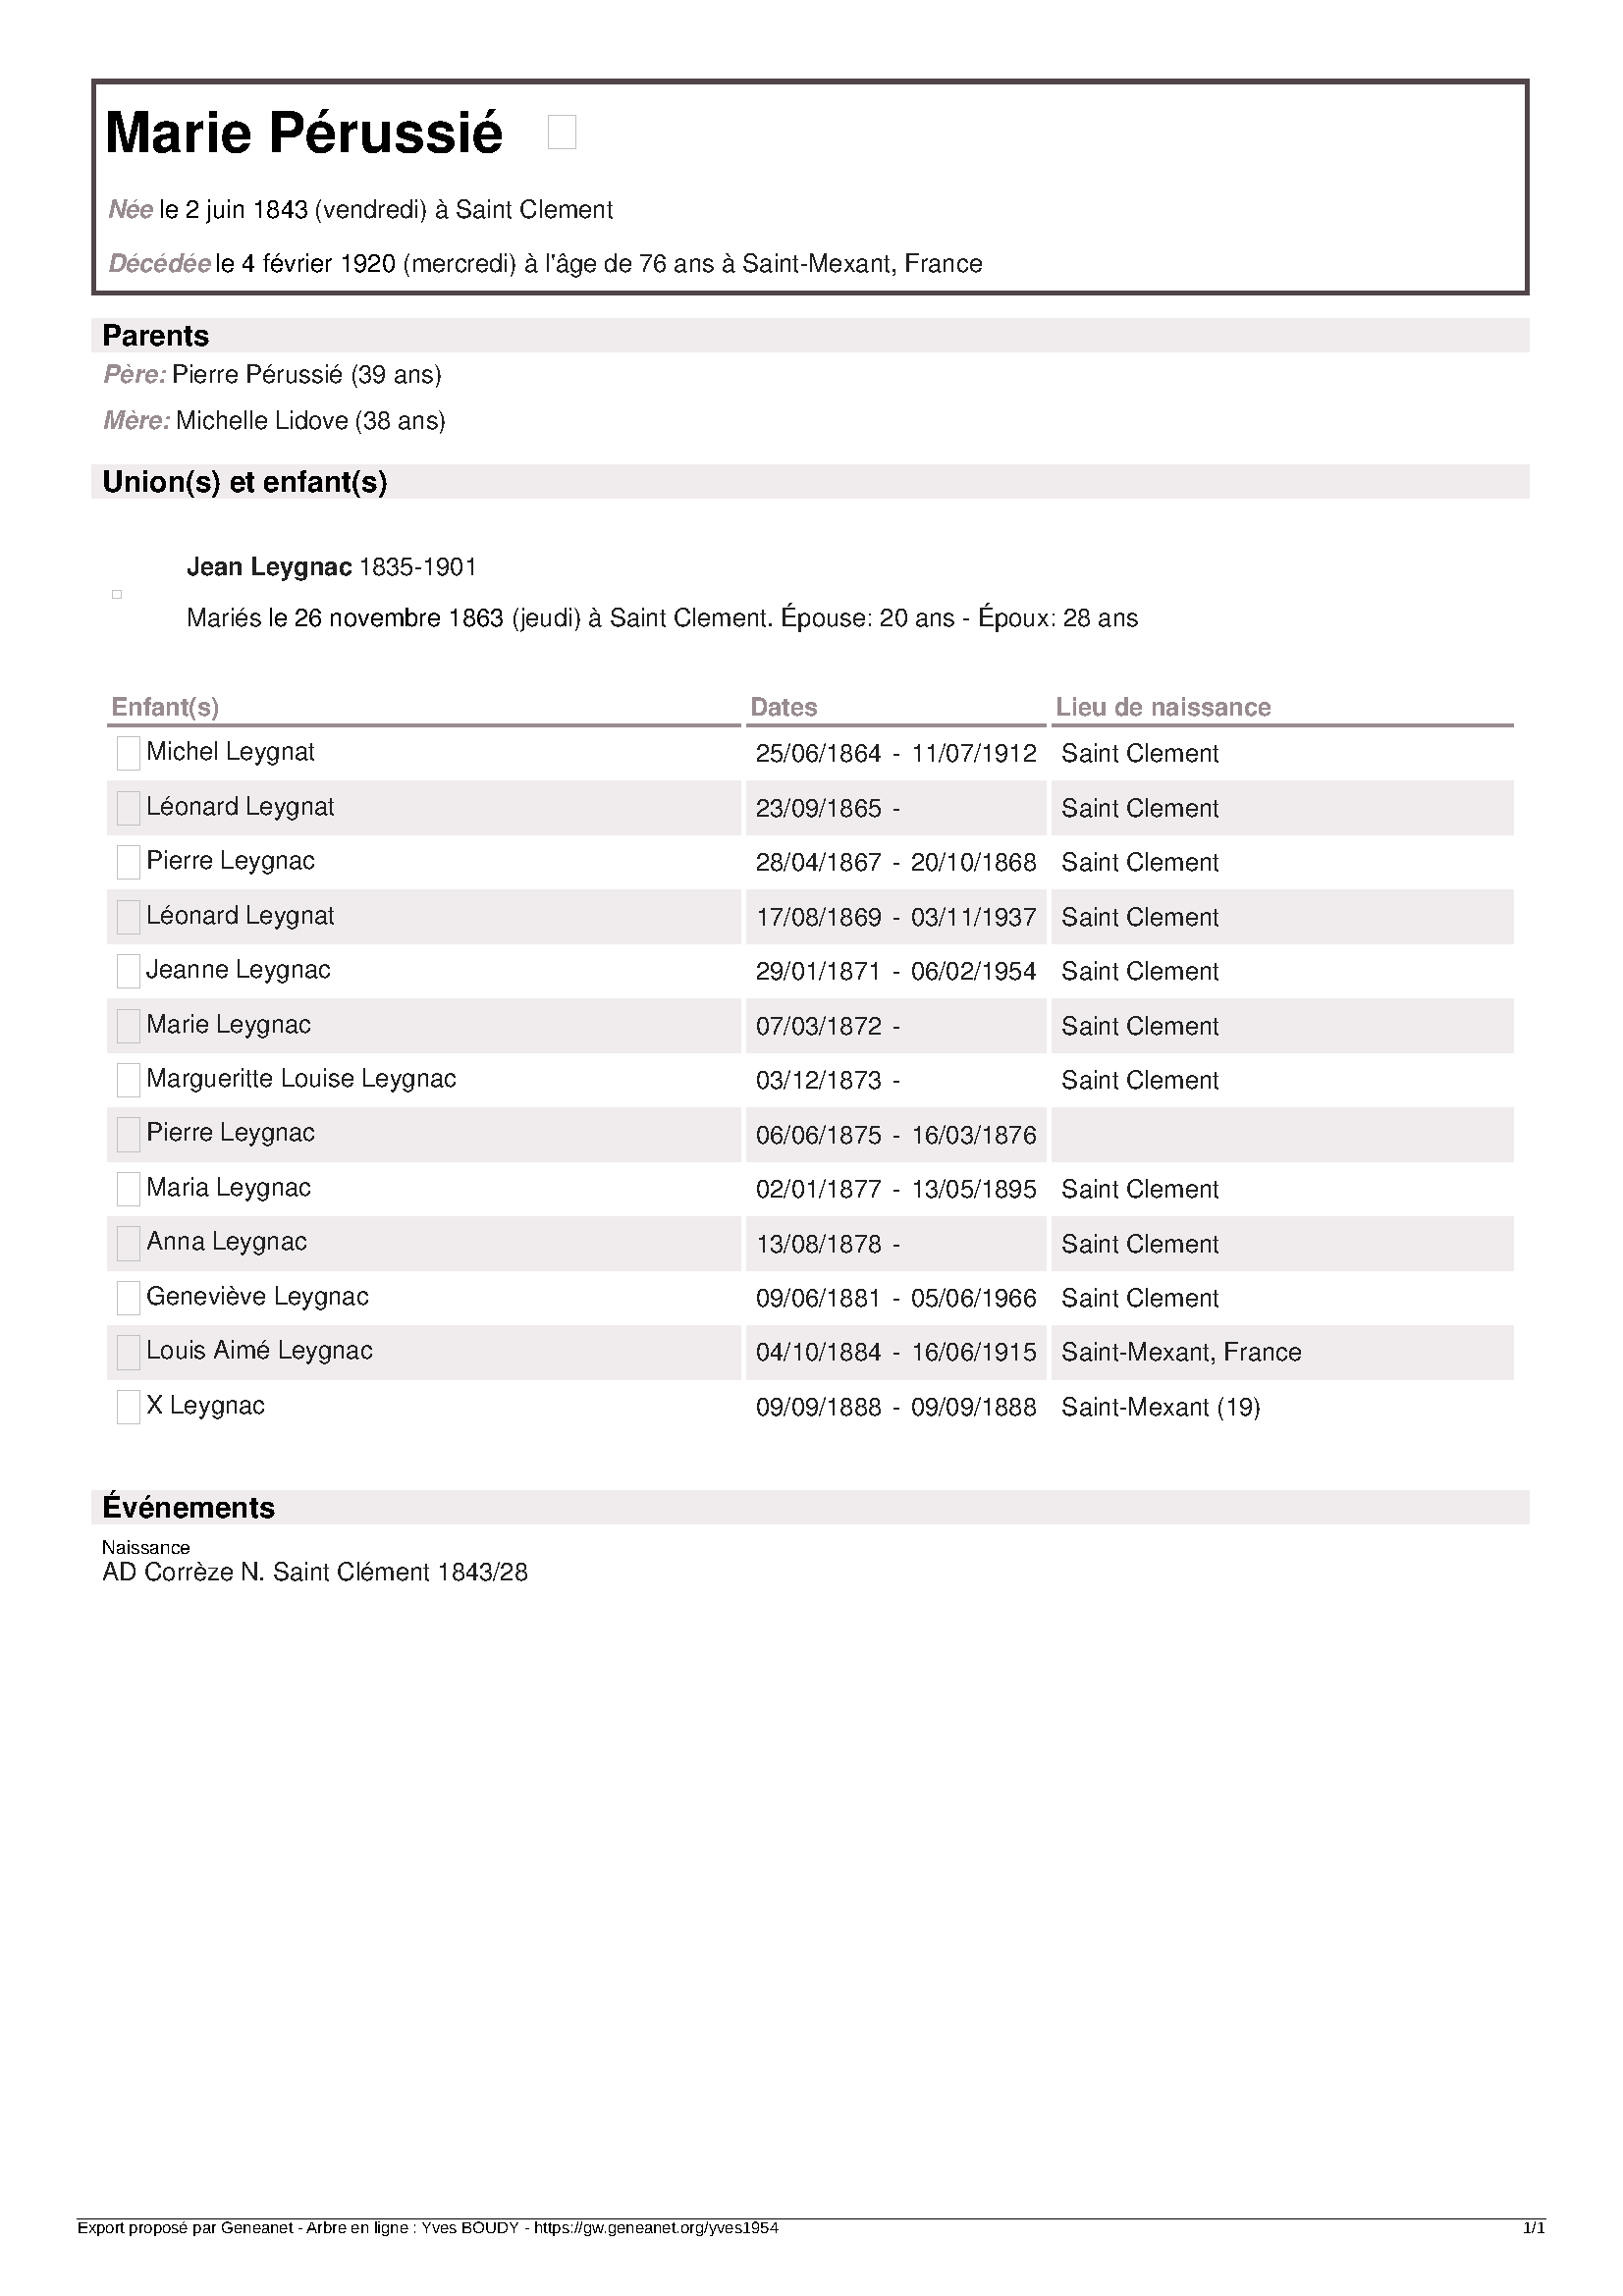 Marie Pérussié
Née le 2 juin 1843 (vendredi) à Saint Clement
Décédée le 4 février 1920 (mercredi) à l'âge de 76 ans à Saint-Mexant, France
Parents
Père: Pierre Pérussié (39 ans)
Mère: Michelle Lidove (38 ans)
Union(s) et enfant(s)
Jean Leygnac 1835-1901
Mariés le 26 novembre 1863 (jeudi) à Saint Clement. Épouse: 20 ans - Époux: 28 ans
Enfant(s) Dates Lieu de naissance
Michel Leygnat 25/06/1864 - 11/07/1912 Saint Clement
Léonard Leygnat 23/09/1865 - Saint Clement
Pierre Leygnac 28/04/1867 - 20/10/1868 Saint Clement
Léonard Leygnat 17/08/1869 - 03/11/1937 Saint Clement
Jeanne Leygnac 29/01/1871 - 06/02/1954 Saint Clement
Marie Leygnac 07/03/1872 - Saint Clement
Margueritte Louise Leygnac 03/12/1873 - Saint Clement
Pierre Leygnac 06/06/1875 - 16/03/1876
Maria Leygnac 02/01/1877 - 13/05/1895 Saint Clement
Anna Leygnac 13/08/1878 - Saint Clement
Geneviève Leygnac 09/06/1881 - 05/06/1966 Saint Clement
Louis Aimé Leygnac 04/10/1884 - 16/06/1915 Saint-Mexant, France
X Leygnac 09/09/1888 - 09/09/1888 Saint-Mexant (19)
Événements
Naissance
AD Corrèze N. Saint Clément 1843/28
Export proposé par Geneanet - Arbre en ligne : Yves BOUDY - https://gw.geneanet.org/yves1954 1/1